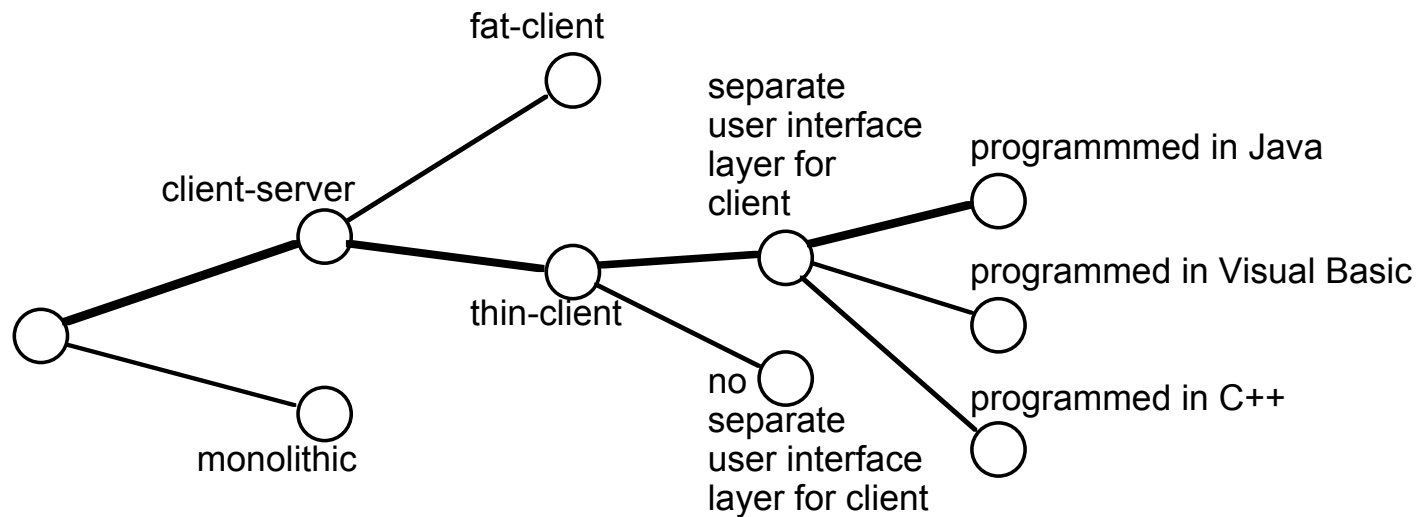 fat-client
separate
user interface
layer for
client
programmmed in Java
client-server
programmed in Visual Basic
thin-client
no
separate
user interface
layer for client
programmed in C++
monolithic